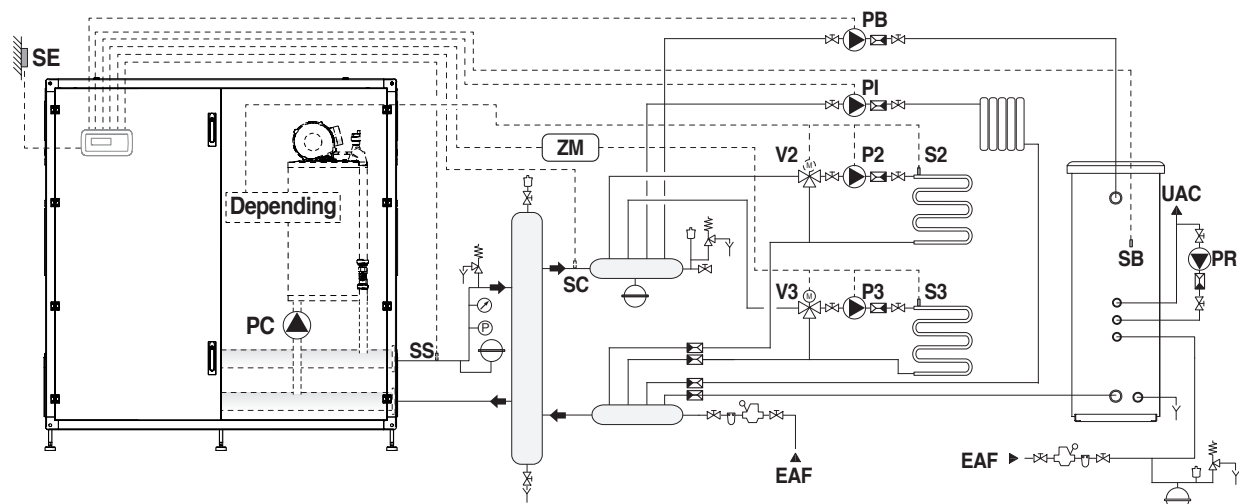 PB
SE
PI
ZM
V2
P2
S2
M
UAC
Depending
SB
PR
SC
V3
P3
S3
M
PC
P
SS
EAF
EAF